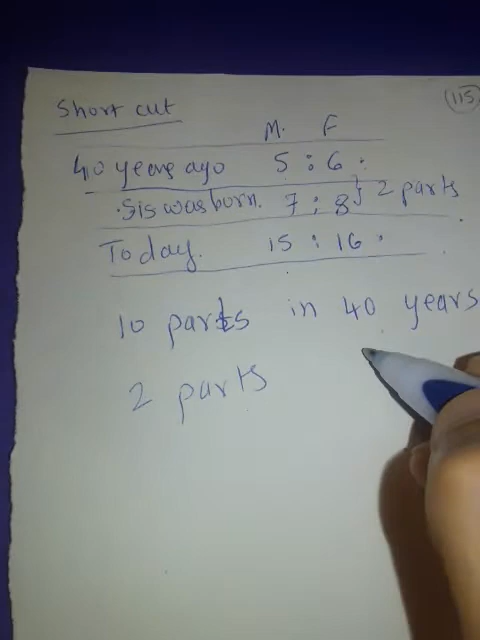 Short cut
115
M. F
40 years ago 5 : 6 :
Sis was born. 7 : 8 } 2 parts
Today. 15 : 16 .
10 parts in 40 years
2 parts